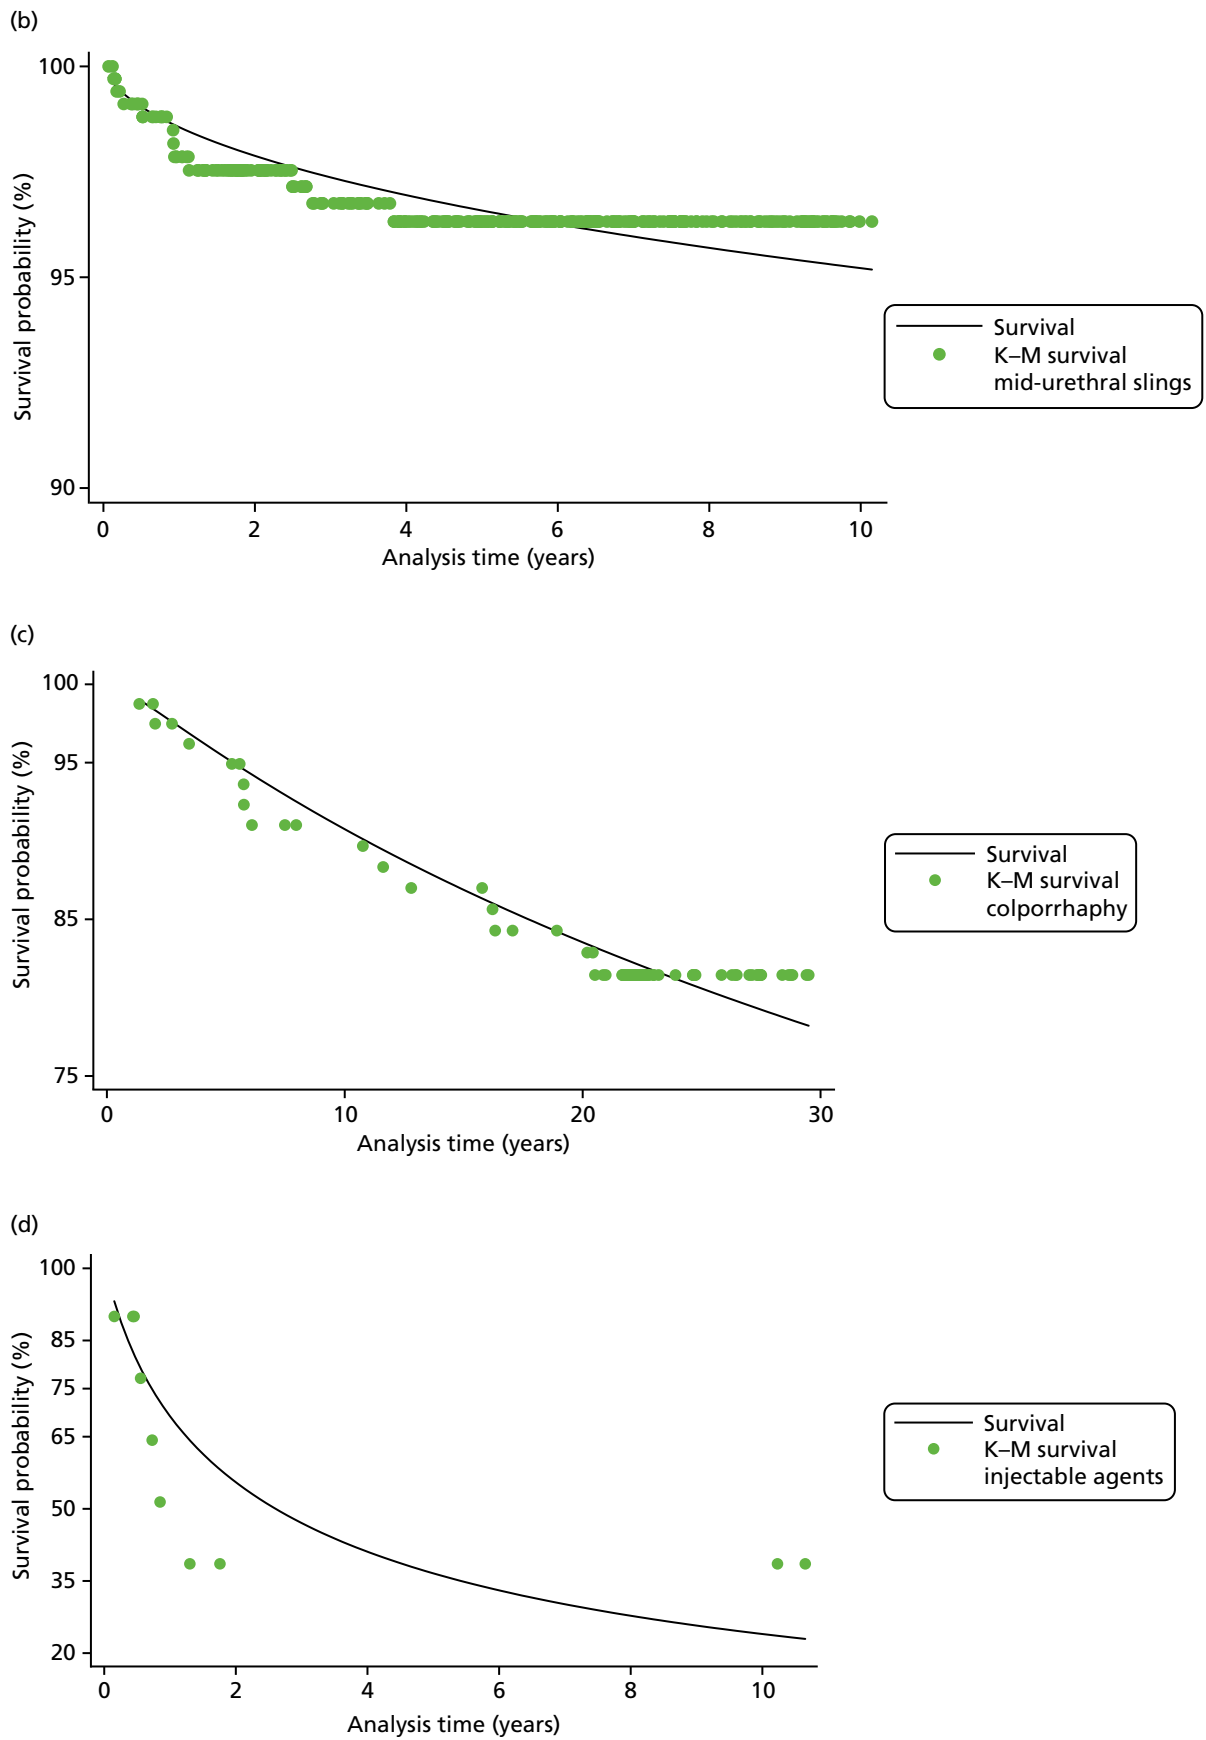 (b)
100
95
90
Survival probability (%)
0 2 4 6 8 10
Analysis time (years)
Survival
K–M survival
mid-urethral slings
(c)
100
95
85
75
Survival probability (%)
0 10 20 30
Analysis time (years)
Survival
K–M survival
colporrhaphy
(d)
100
85
75
65
50
35
20
Survival probability (%)
0 2 4 6 8 10
Analysis time (years)
Survival
K–M survival
injectable agents